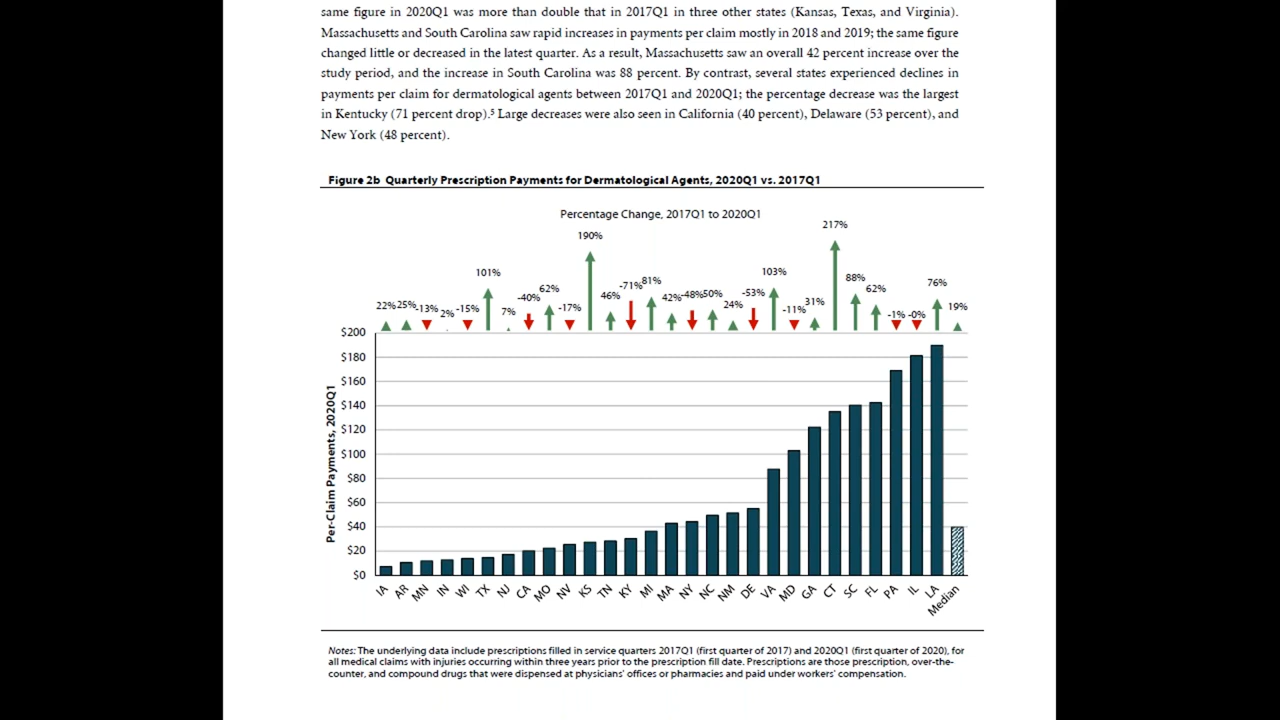 same figure in 2020Q1 was more than double that in 2017Q1 in three other states (Kansas, Texas, and Virginia).
Massachusetts and South Carolina saw rapid increases in payments per claim mostly in 2018 and 2019; the same figure
changed little or decreased in the latest quarter. As a result, Massachusetts saw an overall 42 percent increase over the
study period, and the increase in South Carolina was 88 percent. By contrast, several states experienced declines in
payments per claim for dermatological agents between 2017Q1 and 2020Q1; the percentage decrease was the largest
in Kentucky (71 percent drop).⁵ Large decreases were also seen in California (40 percent), Delaware (53 percent), and
New York (48 percent).
Figure 2b Quarterly Prescription Payments for Dermatological Agents, 2020Q1 vs. 2017Q1
Percentage Change, 2017Q1 to 2020Q1
22% 25% -13% 2% -15% 101% 7% -40% 62% -17% 190% 46% -71% 81% 42% -48% 50% 24% -53% 103% -11% 31% 217% 88% 62% -1% -0% 76% 19%
Per-Claim Payments, 2020Q1
$200
$180
$160
$140
$120
$100
$80
$60
$40
$20
$0
IA AR MN IN WI TX NJ CA MO NV KS TN KY MI MA NY NC NM DE VA MD GA CT SC FL PA IL LA Median
Notes: The underlying data include prescriptions filled in service quarters 2017Q1 (first quarter of 2017) and 2020Q1 (first quarter of 2020), for
all medical claims with injuries occurring within three years prior to the prescription fill date. Prescriptions are those prescription, over-the-
counter, and compound drugs that were dispensed at physicians' offices or pharmacies and paid under workers' compensation.